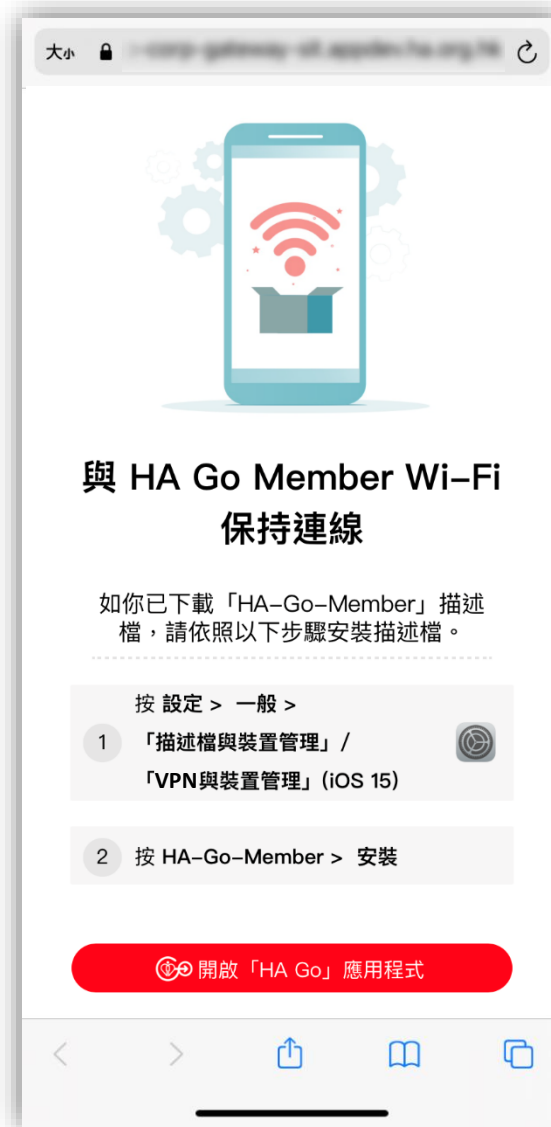 大小
與 HA Go Member Wi-Fi
保持連線
如你已下載「HA-Go-Member」描述
檔,請依照以下步驟安裝描述檔。
按 設定 > 一般 >
1 「描述檔與裝置管理」/
「VPN與裝置管理」(iOS 15)
2 按 HA-Go-Member > 安裝
開啟「HA Go」應用程式